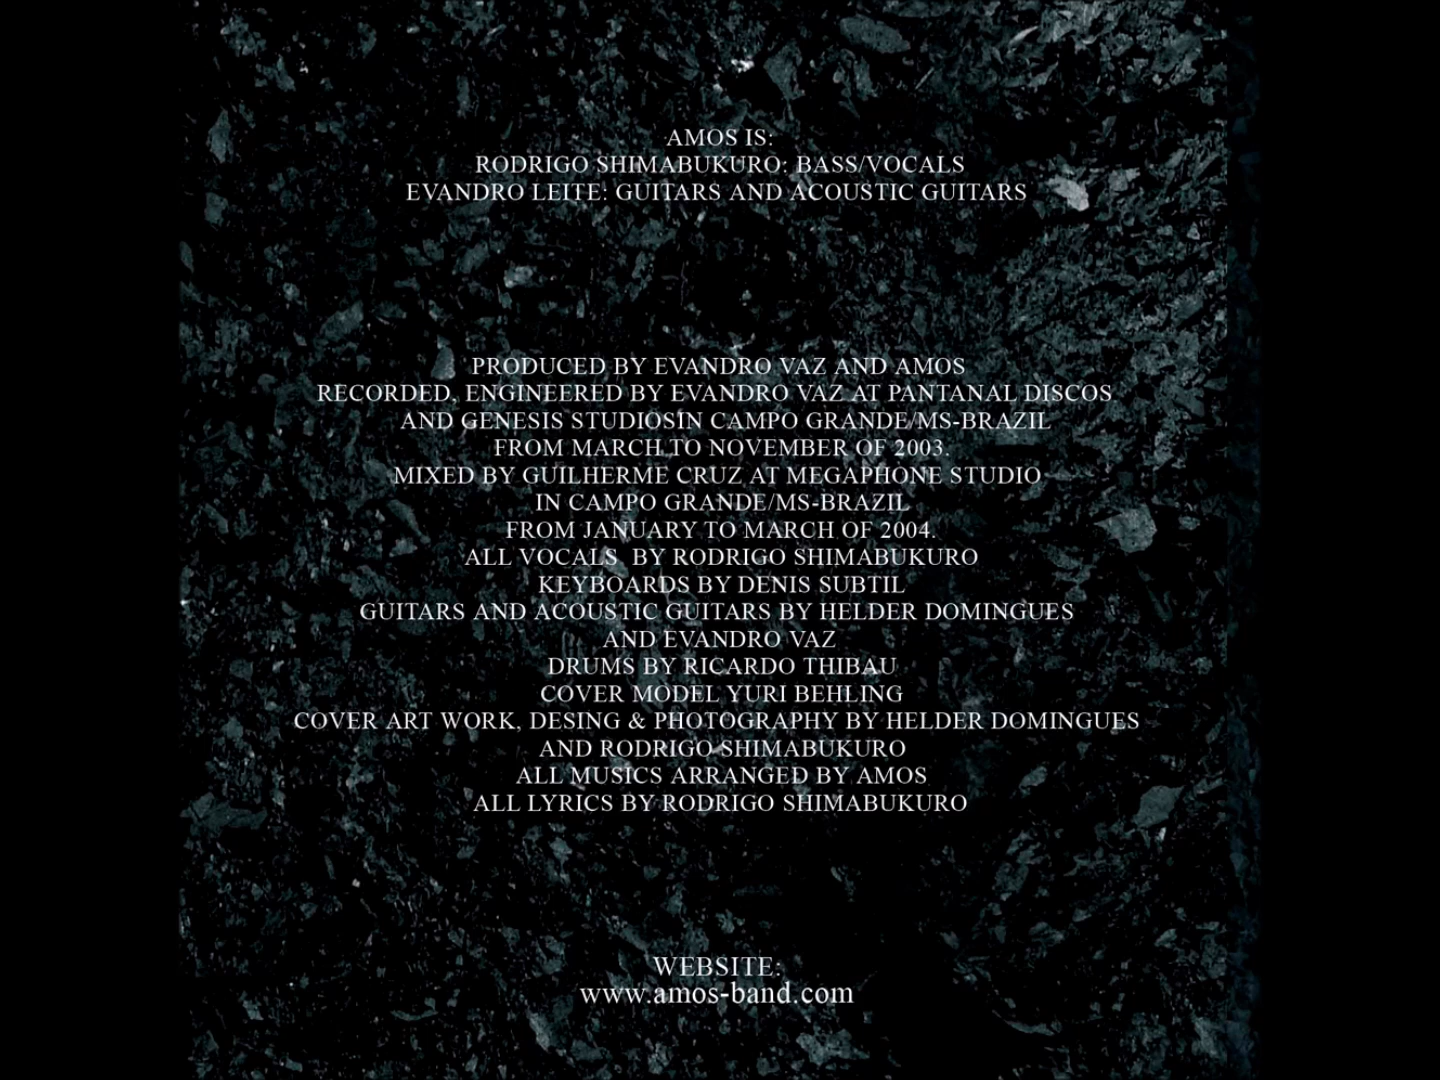 AMOS IS:
RODRIGO SHIMABUKURO: BASS/VOCALS
EVANDRO LEITE: GUITARS AND ACOUSTIC GUITARS
PRODUCED BY EVANDRO VAZ AND AMOS
RECORDED, ENGINEERED BY EVANDRO VAZ AT PANTANAL DISCOS
AND GENESIS STUDIOSIN CAMPO GRANDE/MS-BRAZIL
FROM MARCH TO NOVEMBER OF 2003.
MIXED BY GUILHERME CRUZ AT MEGAPHONE STUDIO
IN CAMPO GRANDE/MS-BRAZIL
FROM JANUARY TO MARCH OF 2004.
ALL VOCALS  BY RODRIGO SHIMABUKURO
KEYBOARDS BY DENIS SUBTIL
GUITARS AND ACOUSTIC GUITARS BY HELDER DOMINGUES
AND EVANDRO VAZ
DRUMS BY RICARDO THIBAU
COVER MODEL YURI BEHLING
COVER ART WORK, DESING & PHOTOGRAPHY BY HELDER DOMINGUES
AND RODRIGO SHIMABUKURO
ALL MUSICS ARRANGED BY AMOS
ALL LYRICS BY RODRIGO SHIMABUKURO
WEBSITE:
www.amos-band.com